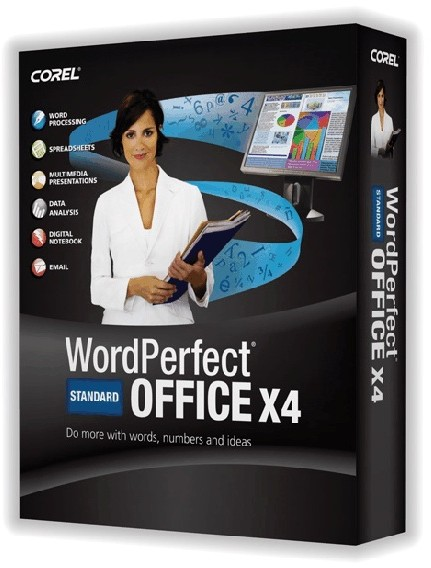 COREL®
WORD
PROCESSING
SPREADSHEETS
MULTIMEDIA
PRESENTATIONS
DATA
ANALYSIS
DIGITAL
NOTEBOOK
EMAIL
WordPerfect®
STANDARD
OFFICE X4
Do more with words, numbers and ideas
COREL®
WordPerfect®
STANDARD
OFFICE X4